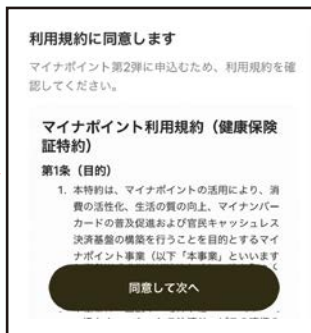 利用規約に同意します
マイナポイント第2弾に申込むため、利用規約を確
認してください。
マイナポイント利用規約（健康保険
証特約）
第1条（目的）
1. 本特約は、マイナポイントの活用により、消
費の活性化、生活の質の向上、マイナンバー
カードの普及促進および官民キャッシュレス
決済基盤の構築を行うことを目的とするマイ
ナポイント事業（以下「本事業」といいます
同意して次へ